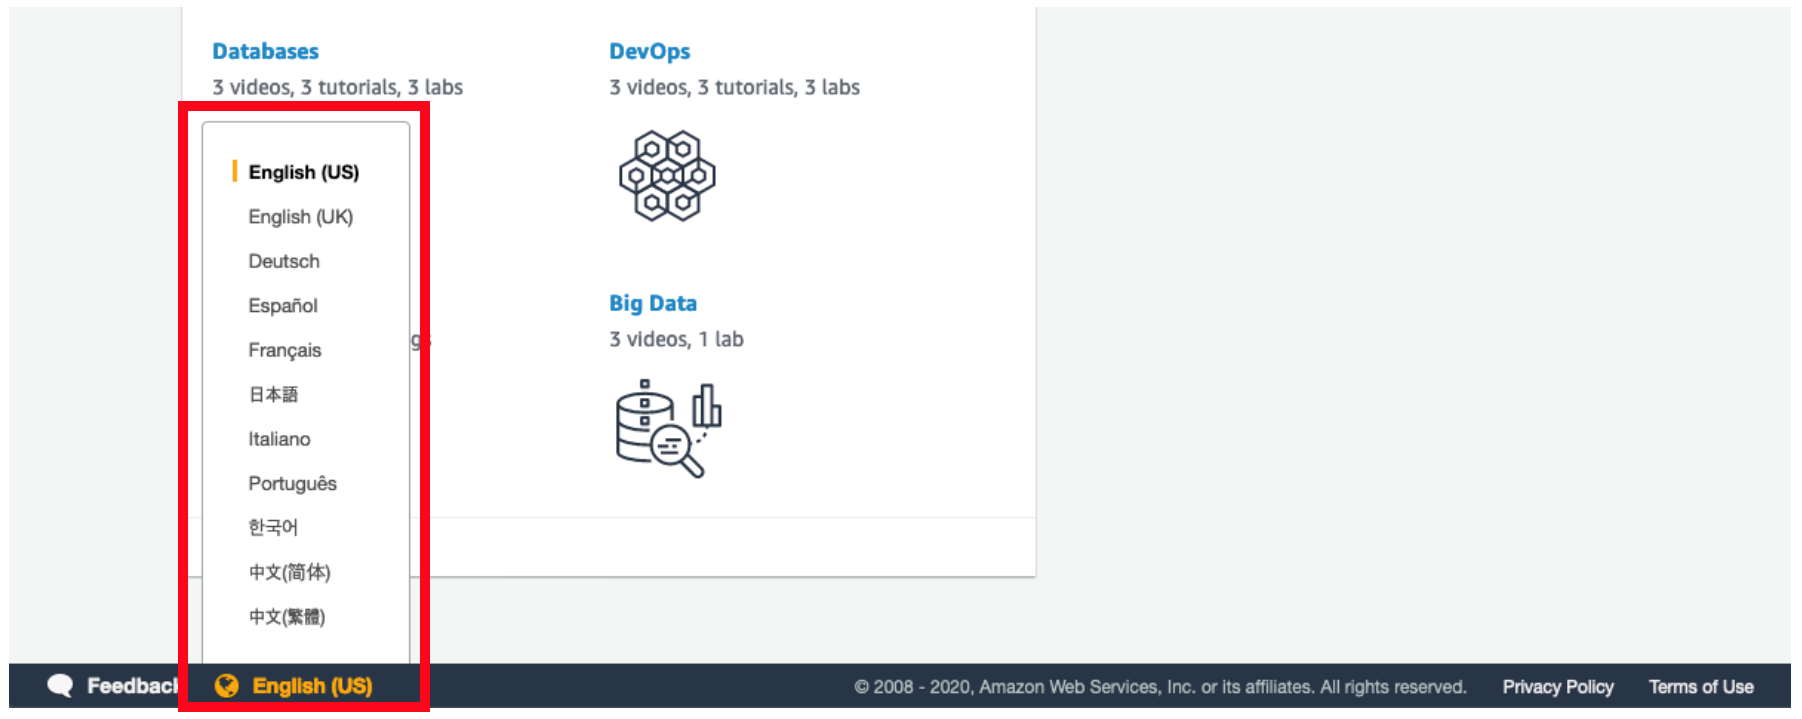 Databases
3 videos, 3 tutorials, 3 labs
DevOps
3 videos, 3 tutorials, 3 labs
English (US)
English (UK)
Deutsch
Español
Français
日本語
Italiano
Português
한국어
中文(简体)
中文(繁體)
gs
Big Data
3 videos, 1 lab
Feedback
English (US)
© 2008 - 2020, Amazon Web Services, Inc. or its affiliates. All rights reserved.
Privacy Policy
Terms of Use